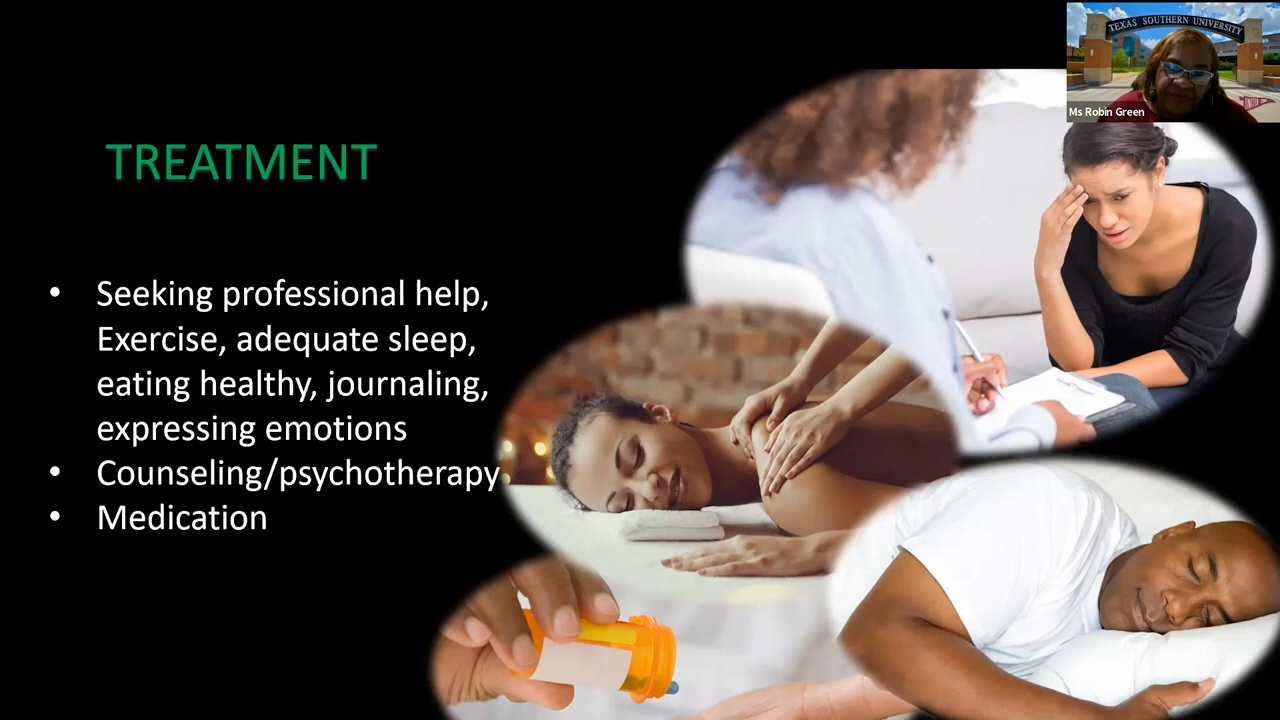 TEXAS SOUTHERN UNIVERSITY
Ms Robin Green
TREATMENT
• Seeking professional help,
Exercise, adequate sleep,
eating healthy, journaling,
expressing emotions
• Counseling/psychotherapy
• Medication